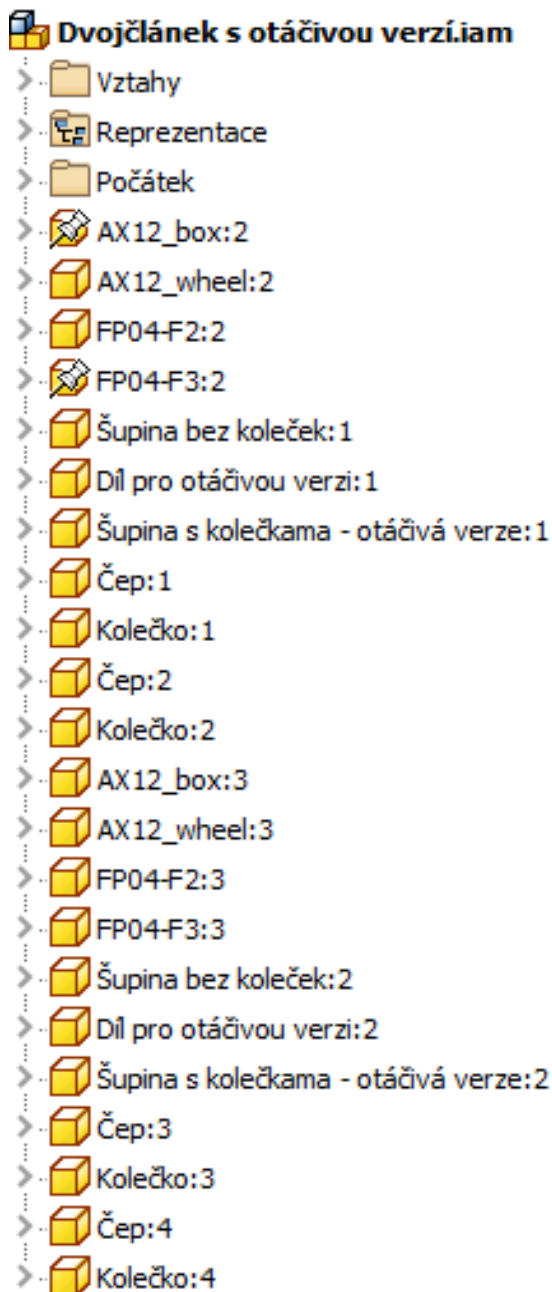 Dvojčlánek s otáčivou verzí.iam
Vztahy
Reprezentace
Počátek
AX12_box:2
AX12_wheel:2
FP04-F2:2
FP04-F3:2
Šupina bez koleček:1
Díl pro otáčivou verzi:1
Šupina s kolečkama - otáčivá verze:1
Čep:1
Kolečko:1
Čep:2
Kolečko:2
AX12_box:3
AX12_wheel:3
FP04-F2:3
FP04-F3:3
Šupina bez koleček:2
Díl pro otáčivou verzi:2
Šupina s kolečkama - otáčivá verze:2
Čep:3
Kolečko:3
Čep:4
Kolečko:4